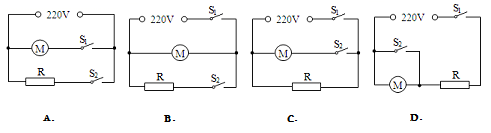 220V 220V S₁ 220V S₁ 220V S₁
M S₁ M M S₂ S₂
R S₂ R S₂ R M R
A. B. C. D.